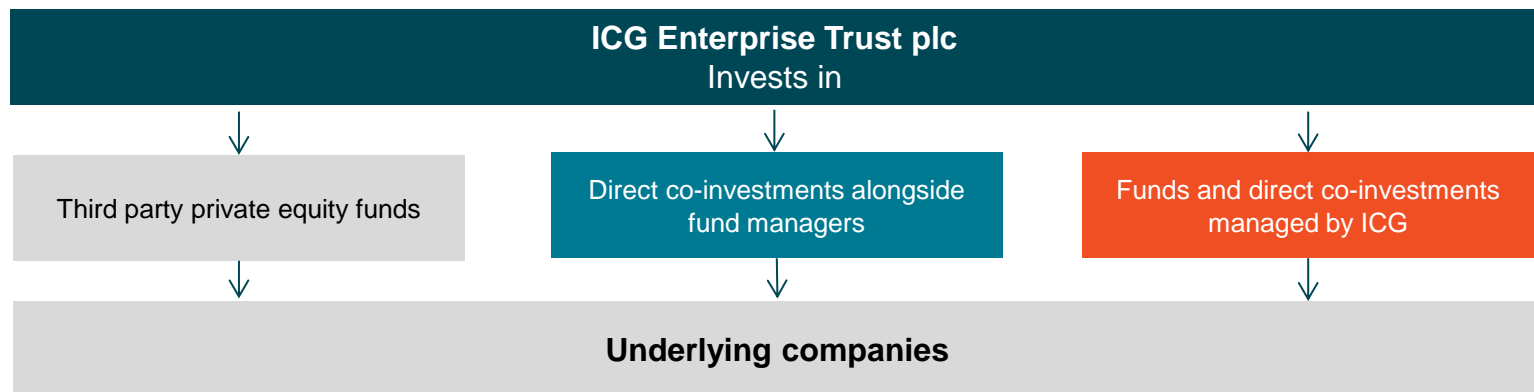 ICG Enterprise Trust plc
Invests in
Third party private equity funds
Direct co-investments alongside
fund managers
Funds and direct co-investments
managed by ICG
Underlying companies